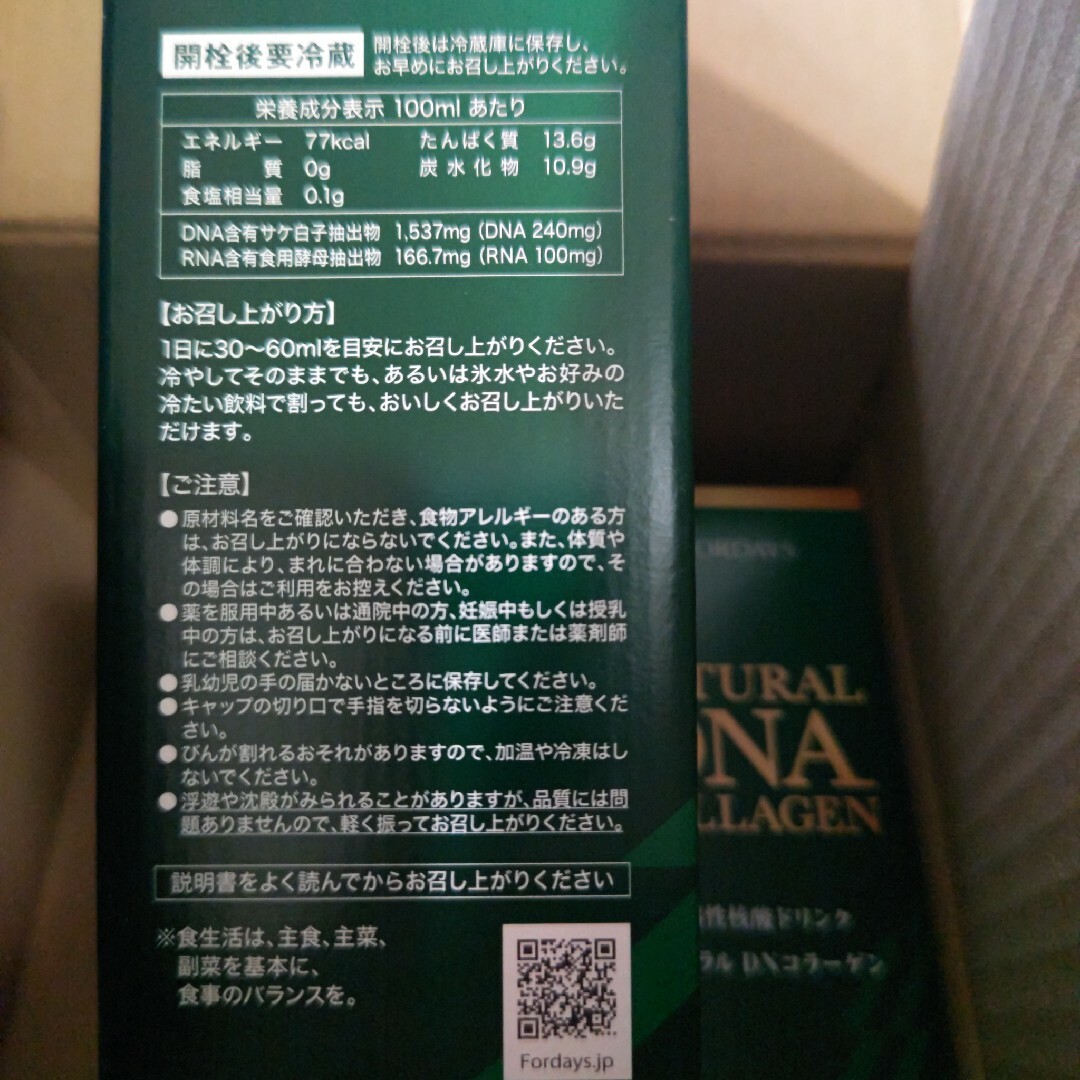 開栓後要冷蔵
開栓後は冷蔵庫に保存し、
お早めにお召し上がりください。
栄養成分表示 100ml あたり
エネルギー 77kcal たんぱく質 13.6g
脂質 0g 炭水化物 10.9g
食塩相当量 0.1g
DNA含有サケ白子抽出物 1,537mg (DNA 240mg)
RNA含有食用酵母抽出物 166.7mg (RNA 100mg)
【お召し上がり方】
1日に30～60mlを目安にお召し上がりください。
冷やしてそのままでも、あるいは氷水やお好みの
冷たい飲料で割っても、おいしくお召し上がりいた
だけます。
【ご注意】
●原材料名をご確認いただき、食物アレルギーのある方
は、お召し上がりにならないでください。また、体質や
体調により、まれに合わない場合がありますので、そ
の場合はご利用をお控えください。
●薬を服用中あるいは通院中の方、妊娠中もしくは授乳
中の方は、お召し上がりになる前に医師または薬剤師
にご相談ください。
●乳幼児の手の届かないところに保存してください。
●キャップの切り口で手指を切らないようにご注意くだ
さい。
●びんが割れるおそれがありますので、加温や冷凍はし
ないでください。
●浮遊や沈殿がみられることがありますが、品質には問
題ありませんので、軽く振ってお召し上がりください。
説明書をよく読んでからお召し上がりください
※食生活は、主食、主菜、
副菜を基本に、
食事のバランスを。
Fordays.jp
ORDAYS
TURAL
DNA
LLAGEN
性核酸ドリンク
ラル DNコラーゲン